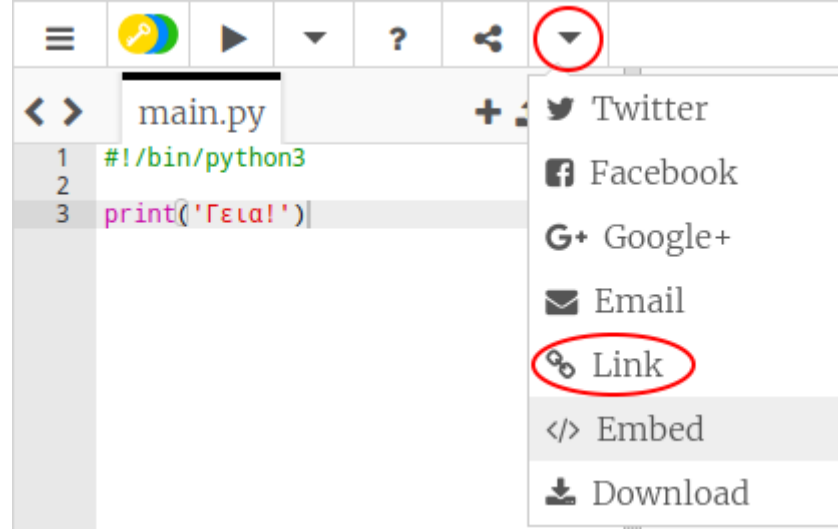 ?
main.py
1 #!/bin/python3
2
3 print('Γεια!')
Twitter
Facebook
G+ Google+
Email
Link
</> Embed
Download